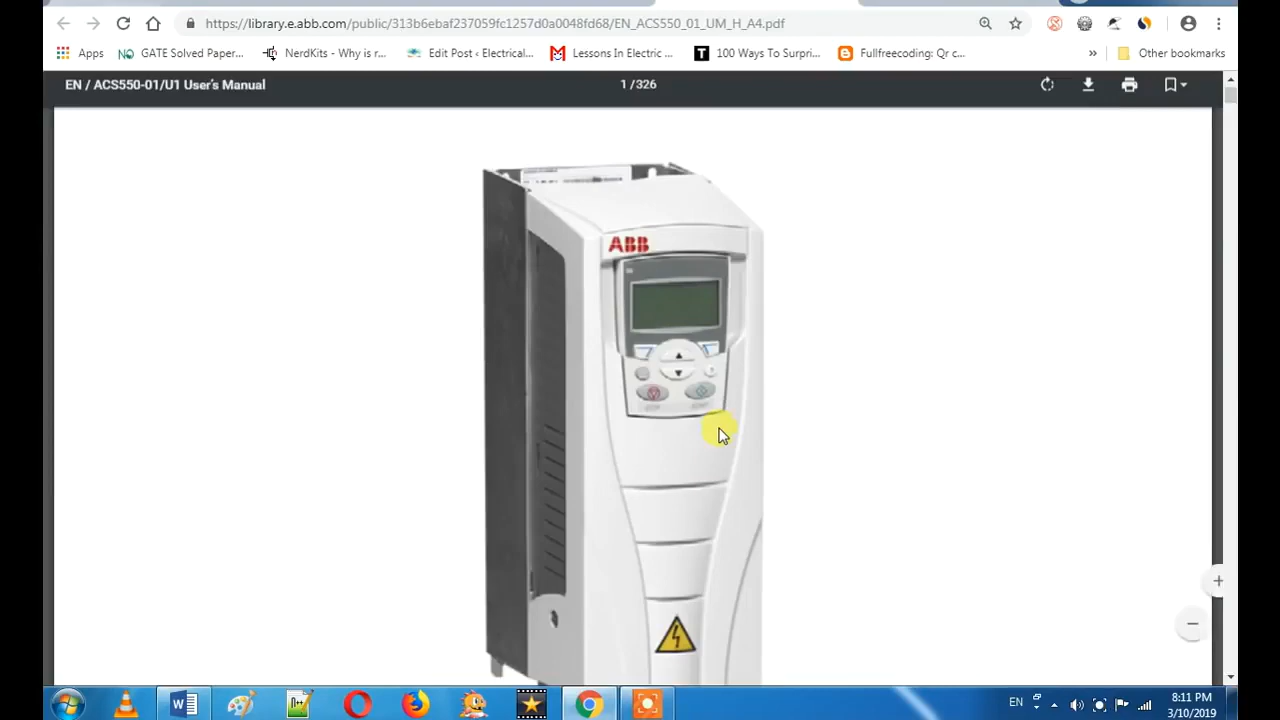 https://library.e.abb.com/public/313b6ebaf237059fc1257d0a0048fd68/EN_ACS550_01_UM_H_A4.pdf
Apps GATE Solved Paper... NerdKits - Why is r... Edit Post ‹ Electrical... Lessons In Electric ... 100 Ways To Surpri... Fullfreecoding: Qr c... » Other bookmarks
EN / ACS550-01/U1 User's Manual 1 / 326
ABB
EN 8:11 PM
3/10/2019